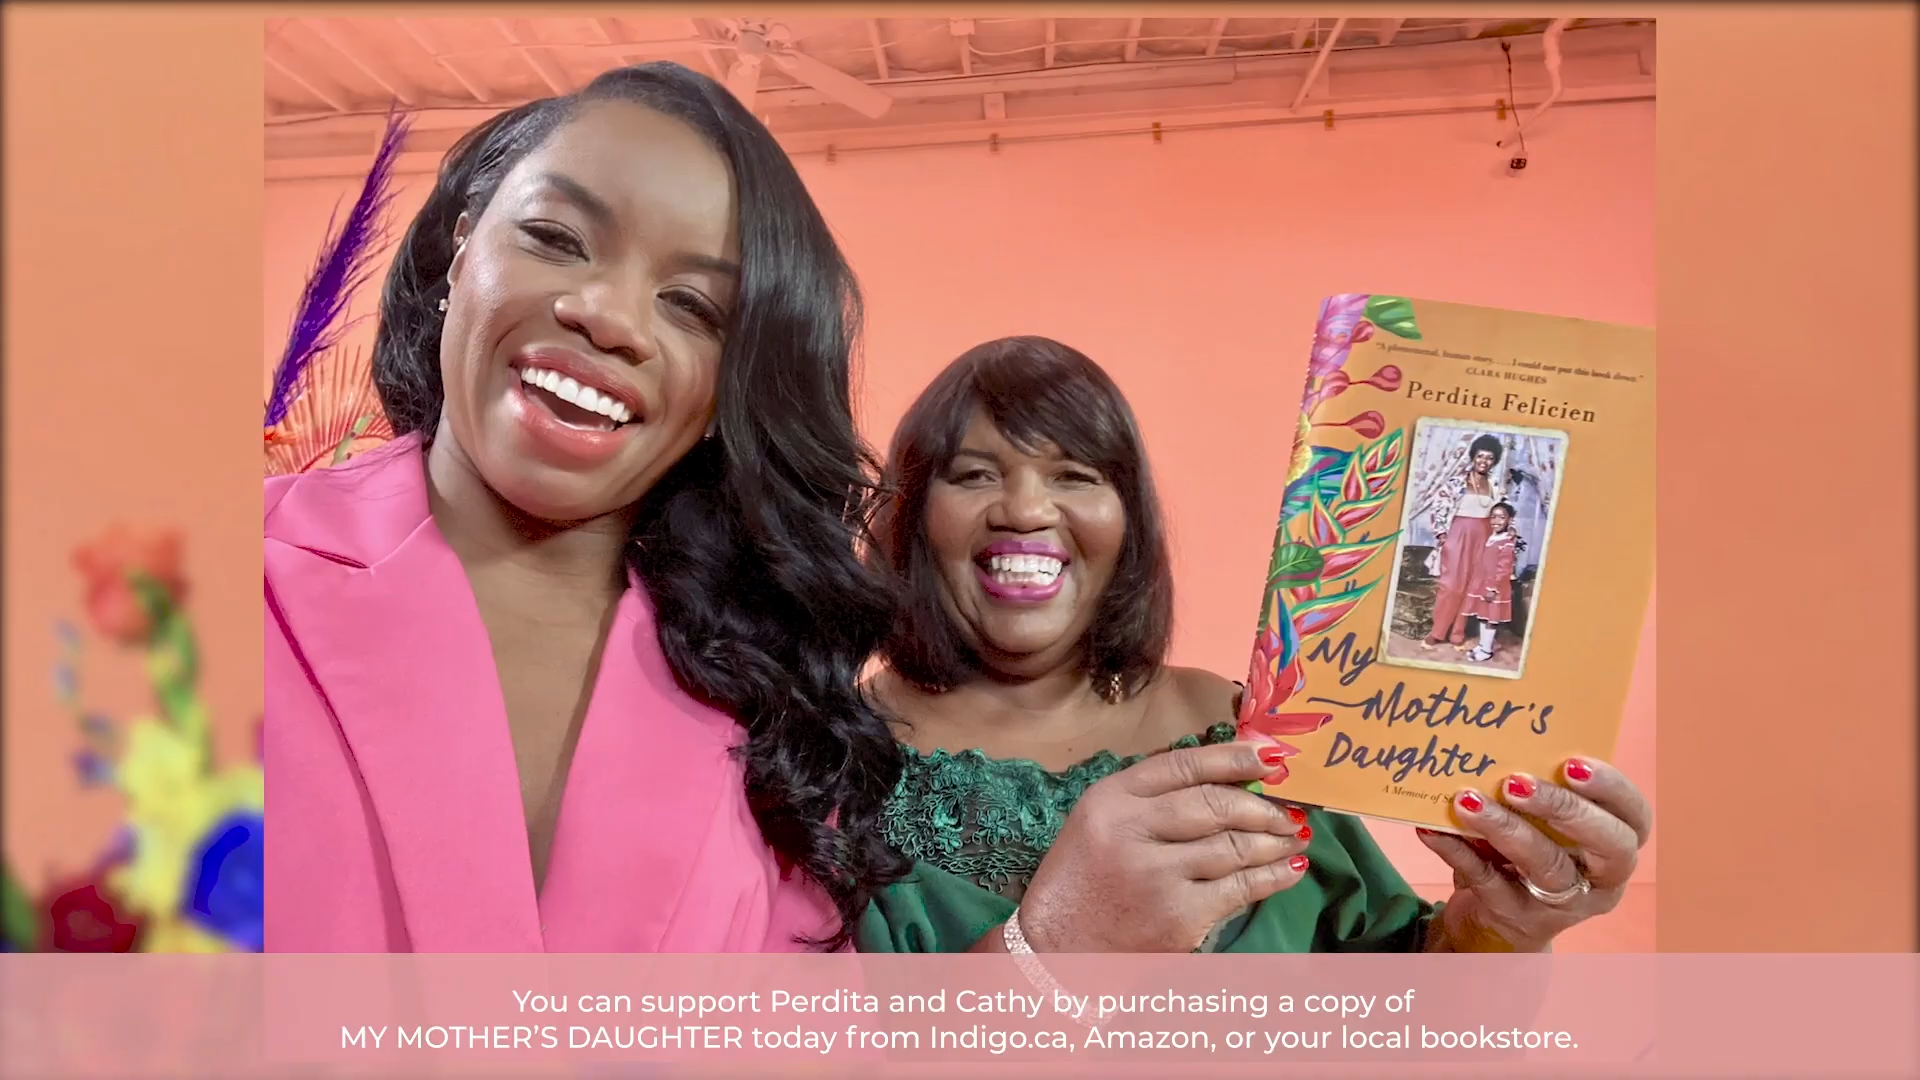 "A phenomenal, human story. . . . I could not put this book down."
CLARA HUGHES
Perdita Felicien
My
Mother's
Daughter
A Memoir of
You can support Perdita and Cathy by purchasing a copy of
MY MOTHER’S DAUGHTER today from Indigo.ca, Amazon, or your local bookstore.